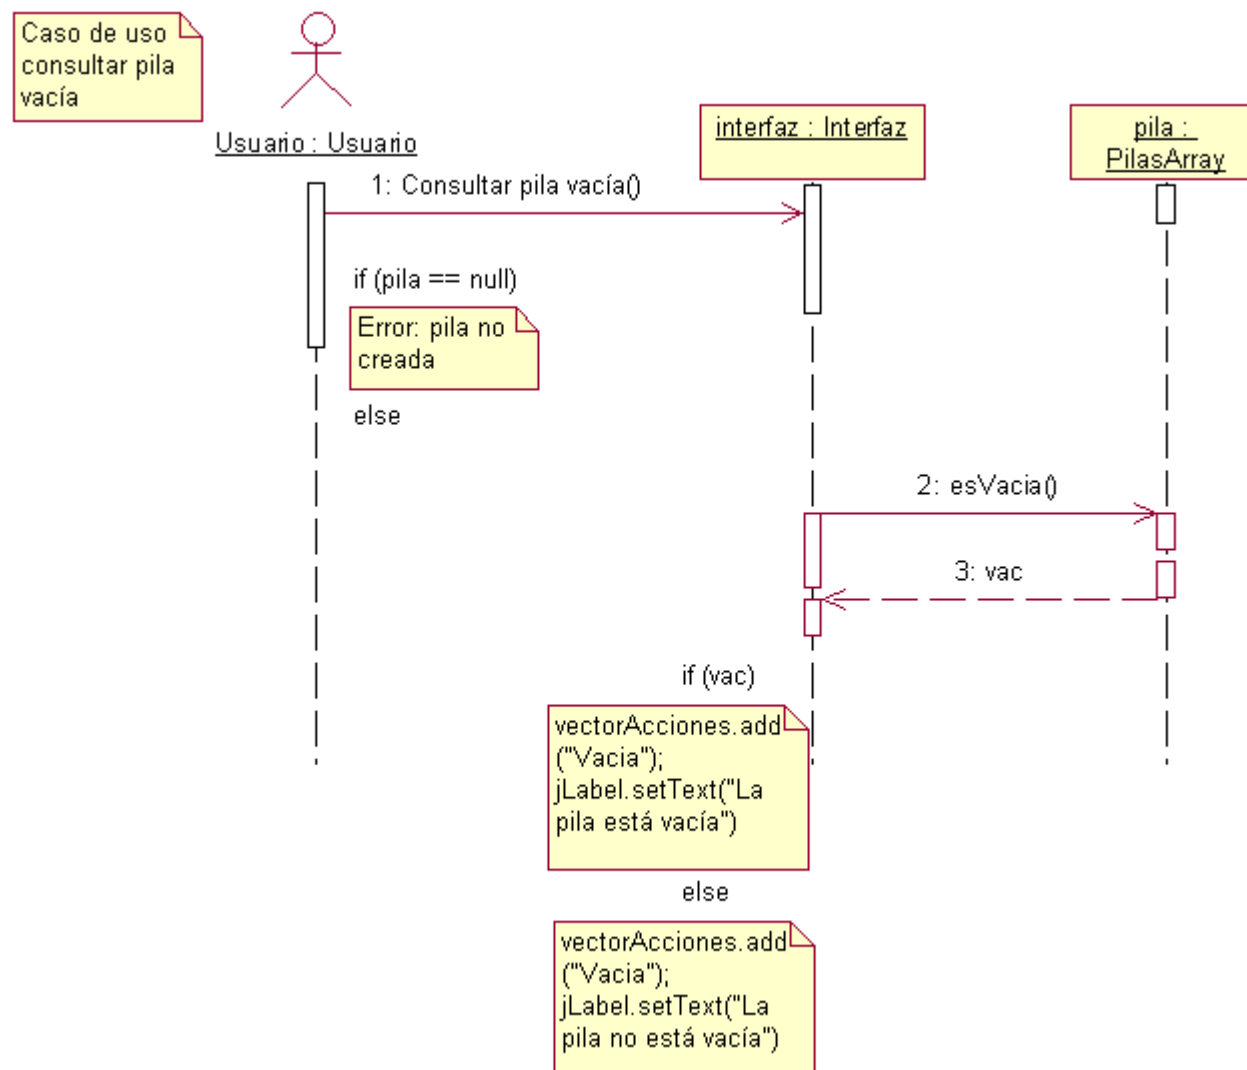 Caso de uso
consultar pila
vacía
Usuario : Usuario
interfaz : Interfaz
pila :
PilasArray
1: Consultar pila vacía()
if (pila == null)
Error: pila no
creada
else
2: esVacia()
3: vac
if (vac)
vectorAcciones.add
("Vacia");
jLabel.setText("La
pila está vacía")
else
vectorAcciones.add
("Vacia");
jLabel.setText("La
pila no está vacía")